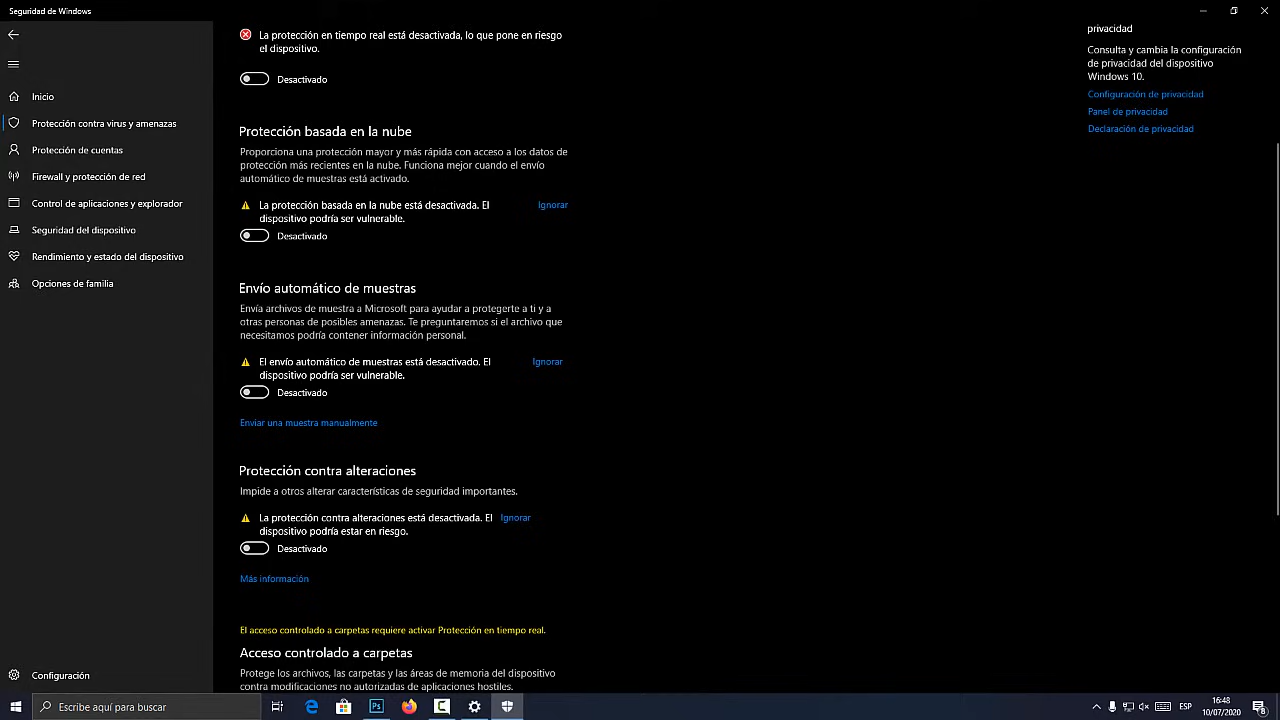 Seguridad de Windows
Inicio
Protección contra virus y amenazas
Protección de cuentas
Firewall y protección de red
Control de aplicaciones y explorador
Seguridad del dispositivo
Rendimiento y estado del dispositivo
Opciones de familia
Configuración
La protección en tiempo real está desactivada, lo que pone en riesgo
el dispositivo.
Desactivado
Protección basada en la nube
Proporciona una protección mayor y más rápida con acceso a los datos de
protección más recientes en la nube. Funciona mejor cuando el envío
automático de muestras está activado.
La protección basada en la nube está desactivada. El Ignorar
dispositivo podría ser vulnerable.
Desactivado
Envío automático de muestras
Envía archivos de muestra a Microsoft para ayudar a protegerte a ti y a
otras personas de posibles amenazas. Te preguntaremos si el archivo que
necesitamos podría contener información personal.
El envío automático de muestras está desactivado. El Ignorar
dispositivo podría ser vulnerable.
Desactivado
Enviar una muestra manualmente
Protección contra alteraciones
Impide a otros alterar características de seguridad importantes.
La protección contra alteraciones está desactivada. El Ignorar
dispositivo podría estar en riesgo.
Desactivado
Más información
El acceso controlado a carpetas requiere activar Protección en tiempo real.
Acceso controlado a carpetas
Protege los archivos, las carpetas y las áreas de memoria del dispositivo
contra modificaciones no autorizadas de aplicaciones hostiles.
privacidad
Consulta y cambia la configuración
de privacidad del dispositivo
Windows 10.
Configuración de privacidad
Panel de privacidad
Declaración de privacidad
Escribe aquí para buscar
Ps
ESP
16:48
10/07/2020